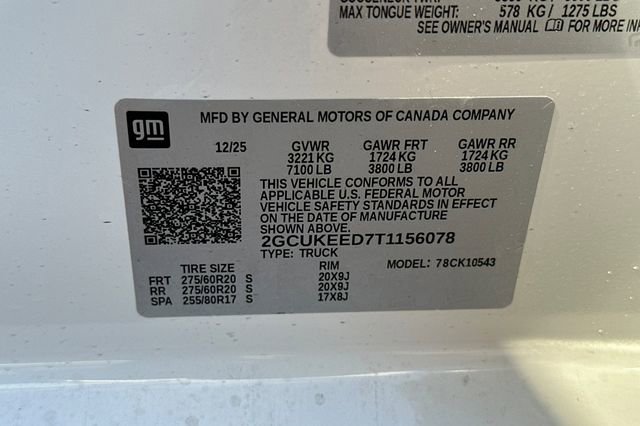 MAX TONGUE WEIGHT: 578 KG / 1275 LBS
SEE OWNER'S MANUAL FOR MORE
gm
MFD BY GENERAL MOTORS OF CANADA COMPANY
12/25 GVWR GAWR FRT GAWR RR
3221 KG 1724 KG 1724 KG
7100 LB 3800 LB 3800 LB
THIS VEHICLE CONFORMS TO ALL
APPLICABLE U.S. FEDERAL MOTOR
VEHICLE SAFETY STANDARDS IN
EFFECT ON THE DATE OF MANUFACTURE
SHOWN ABOVE.
2GCUKEED7T1156078
TYPE: TRUCK
MODEL: 78CK10543
TIRE SIZE RIM
FRT 275/60R20 S 20X9J
RR 275/60R20 S 20X9J
SPA 255/80R17 S 17X8J